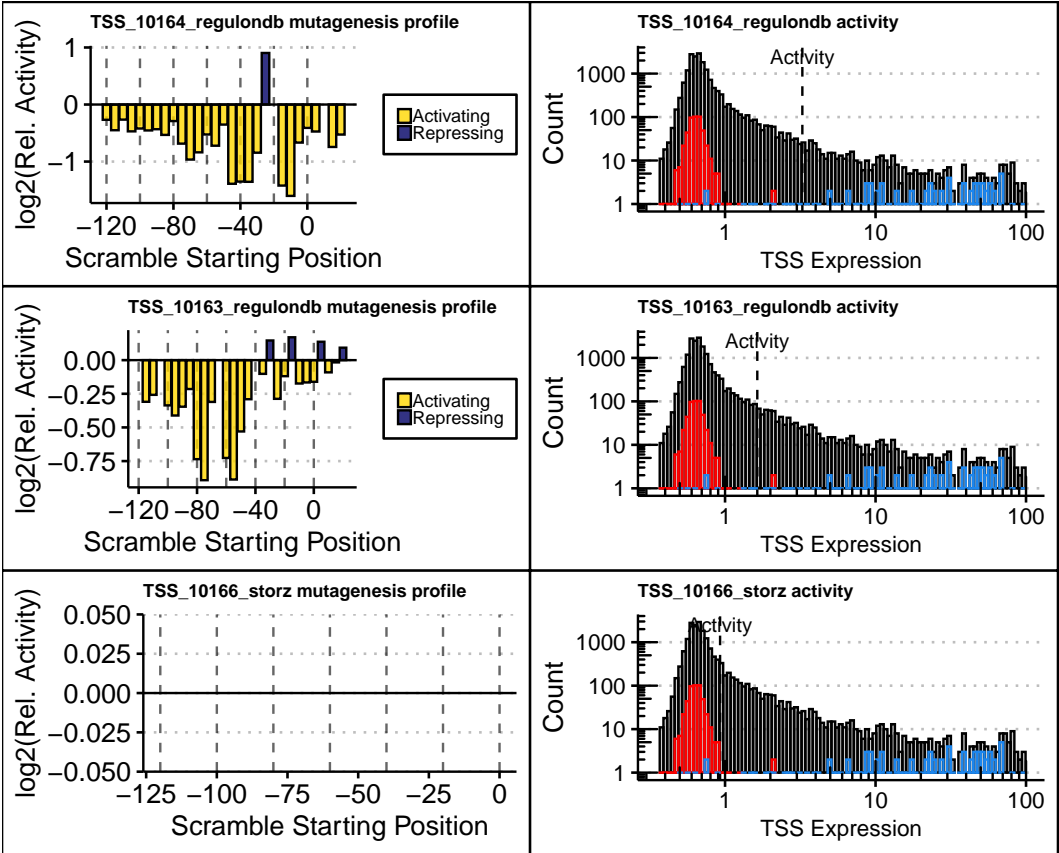 TSS_10164_regulondb mutagenesis profile
log2(Rel. Activity)
1
0
−1
−120
−80
−40
0
Scramble Starting Position
Activating
Repressing
TSS_10164_regulondb activity
Activity
Count
1000
100
10
1
1
10
100
TSS Expression
TSS_10163_regulondb mutagenesis profile
log2(Rel. Activity)
0.00
−0.25
−0.50
−0.75
−120
−80
−40
0
Scramble Starting Position
Activating
Repressing
TSS_10163_regulondb activity
Activity
Count
1000
100
10
1
1
10
100
TSS Expression
TSS_10166_storz mutagenesis profile
log2(Rel. Activity)
0.050
0.025
0.000
−0.025
−0.050
−125
−100
−75
−50
−25
0
Scramble Starting Position
TSS_10166_storz activity
Activity
Count
1000
100
10
1
1
10
100
TSS Expression